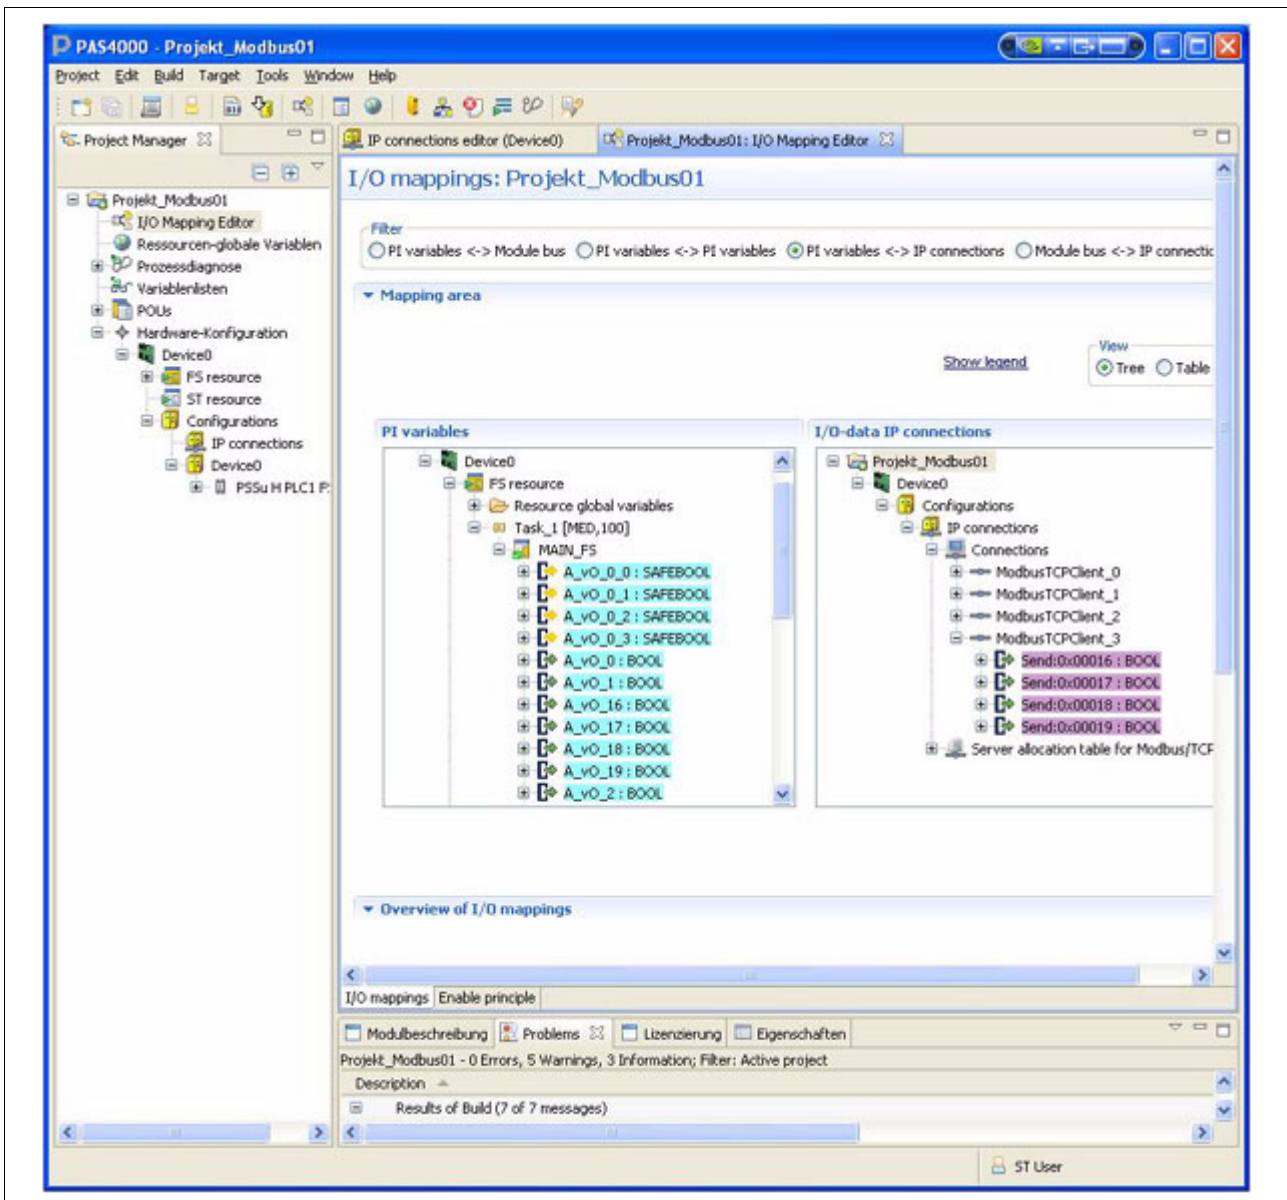 PAS4000 - Projekt_Modbus01
Project Edit Build Target Tools Window Help
Project Manager
Projekt_Modbus01
I/O Mapping Editor
Ressourcen-globale Variablen
Prozessdiagnose
Variablenlisten
POUs
Hardware-Konfiguration
Device0
FS resource
ST resource
Configurations
IP connections
Device0
PSSu H PLC1 F
IP connections editor (Device0)
Projekt_Modbus01: I/O Mapping Editor
I/O mappings: Projekt_Modbus01
Filter
PI variables <-> Module bus PI variables <-> PI variables PI variables <-> IP connections Module bus <-> IP connectic
Mapping area
Show legend
View
Tree Table
PI variables
Device0
FS resource
Resource global variables
Task_1 [MED,100]
MAIN_FS
A_vO_0_0 : SAFEBOOL
A_vO_0_1 : SAFEBOOL
A_vO_0_2 : SAFEBOOL
A_vO_0_3 : SAFEBOOL
A_vO_0 : BOOL
A_vO_1 : BOOL
A_vO_16 : BOOL
A_vO_17 : BOOL
A_vO_18 : BOOL
A_vO_19 : BOOL
A_vO_2 : BOOL
I/O-data IP connections
Projekt_Modbus01
Device0
Configurations
IP connections
Connections
ModbusTCPClient_0
ModbusTCPClient_1
ModbusTCPClient_2
ModbusTCPClient_3
Send:0x00016 : BOOL
Send:0x00017 : BOOL
Send:0x00018 : BOOL
Send:0x00019 : BOOL
Server allocation table for Modbus/TCP
Overview of I/O mappings
I/O mappings Enable principle
Modulbeschreibung Problems Lizenzierung Eigenschaften
Projekt_Modbus01 - 0 Errors, 5 Warnings, 3 Information; Filter: Active project
Description
Results of Build (7 of 7 messages)
ST User